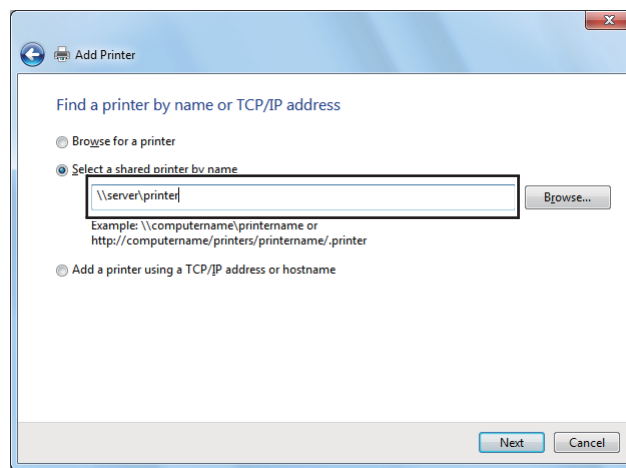 Add Printer
Find a printer by name or TCP/IP address
Browse for a printer
Select a shared printer by name
\\server\printer
Browse...
Example: \\computername\printername or
http://computername/printers/printername/.printer
Add a printer using a TCP/IP address or hostname
Next
Cancel